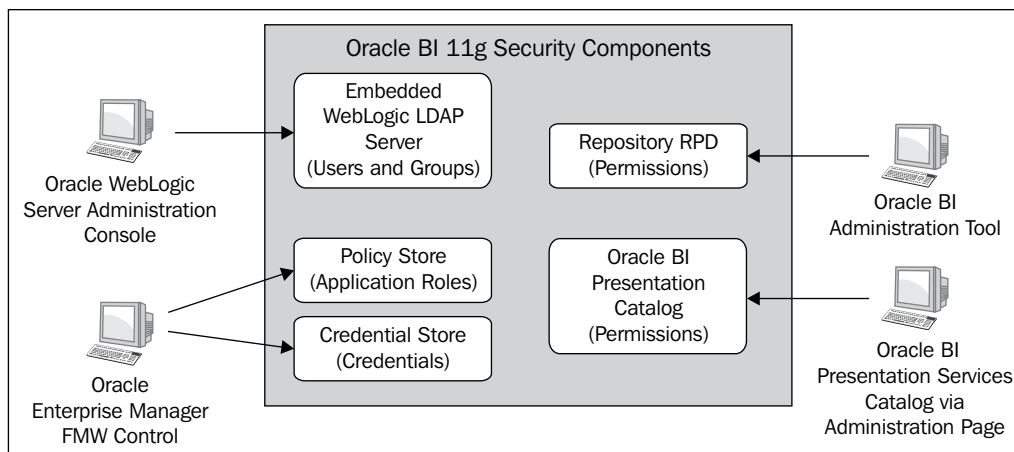 Oracle BI 11g Security Components
Embedded
WebLogic LDAP
Server
(Users and Groups)
Repository RPD
(Permissions)
Oracle WebLogic
Server Administration
Console
Oracle BI
Administration Tool
Policy Store
(Application Roles)
Oracle BI
Presentation
Catalog
(Permissions)
Credential Store
(Credentials)
Oracle
Enterprise Manager
FMW Control
Oracle BI
Presentation Services
Catalog via
Administration Page